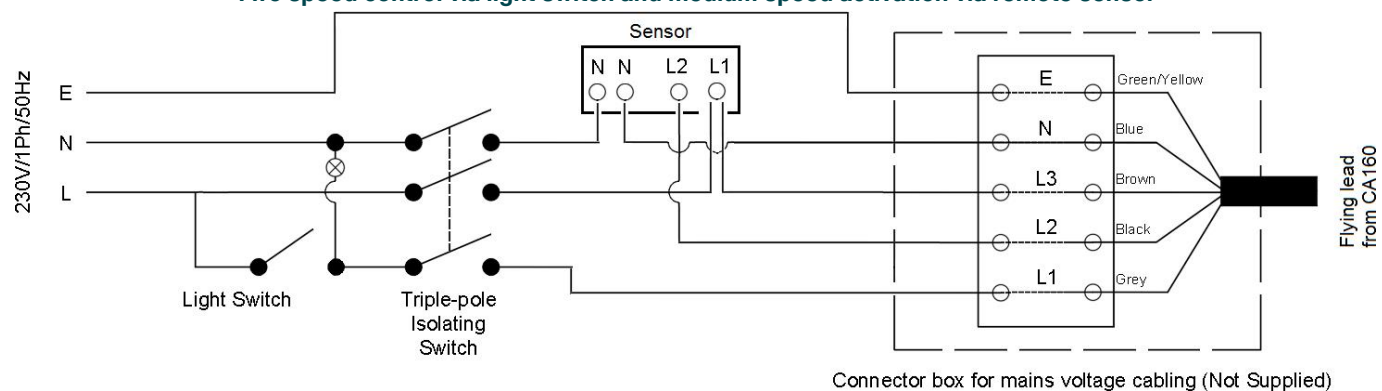 Two speed control via light switch and medium speed activation via remote sensor
Sensor
N N L2 L1
230V/1Ph/50Hz
E
N
L
Light Switch
Triple-pole
Isolating
Switch
E
N
L3
L2
L1
Green/Yellow
Blue
Brown
Black
Grey
Flying lead
from CA160
Connector box for mains voltage cabling (Not Supplied)